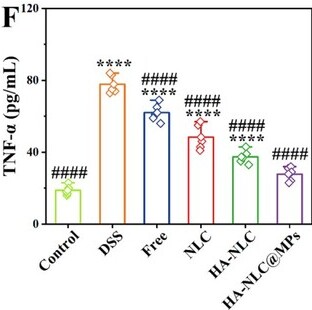 F
TNF-α (pg/mL)
120
80
40
0
####
****
####
****
####
****
####
****
####
Control
DSS
Free
NLC
HA-NLC
HA-NLC@MPs